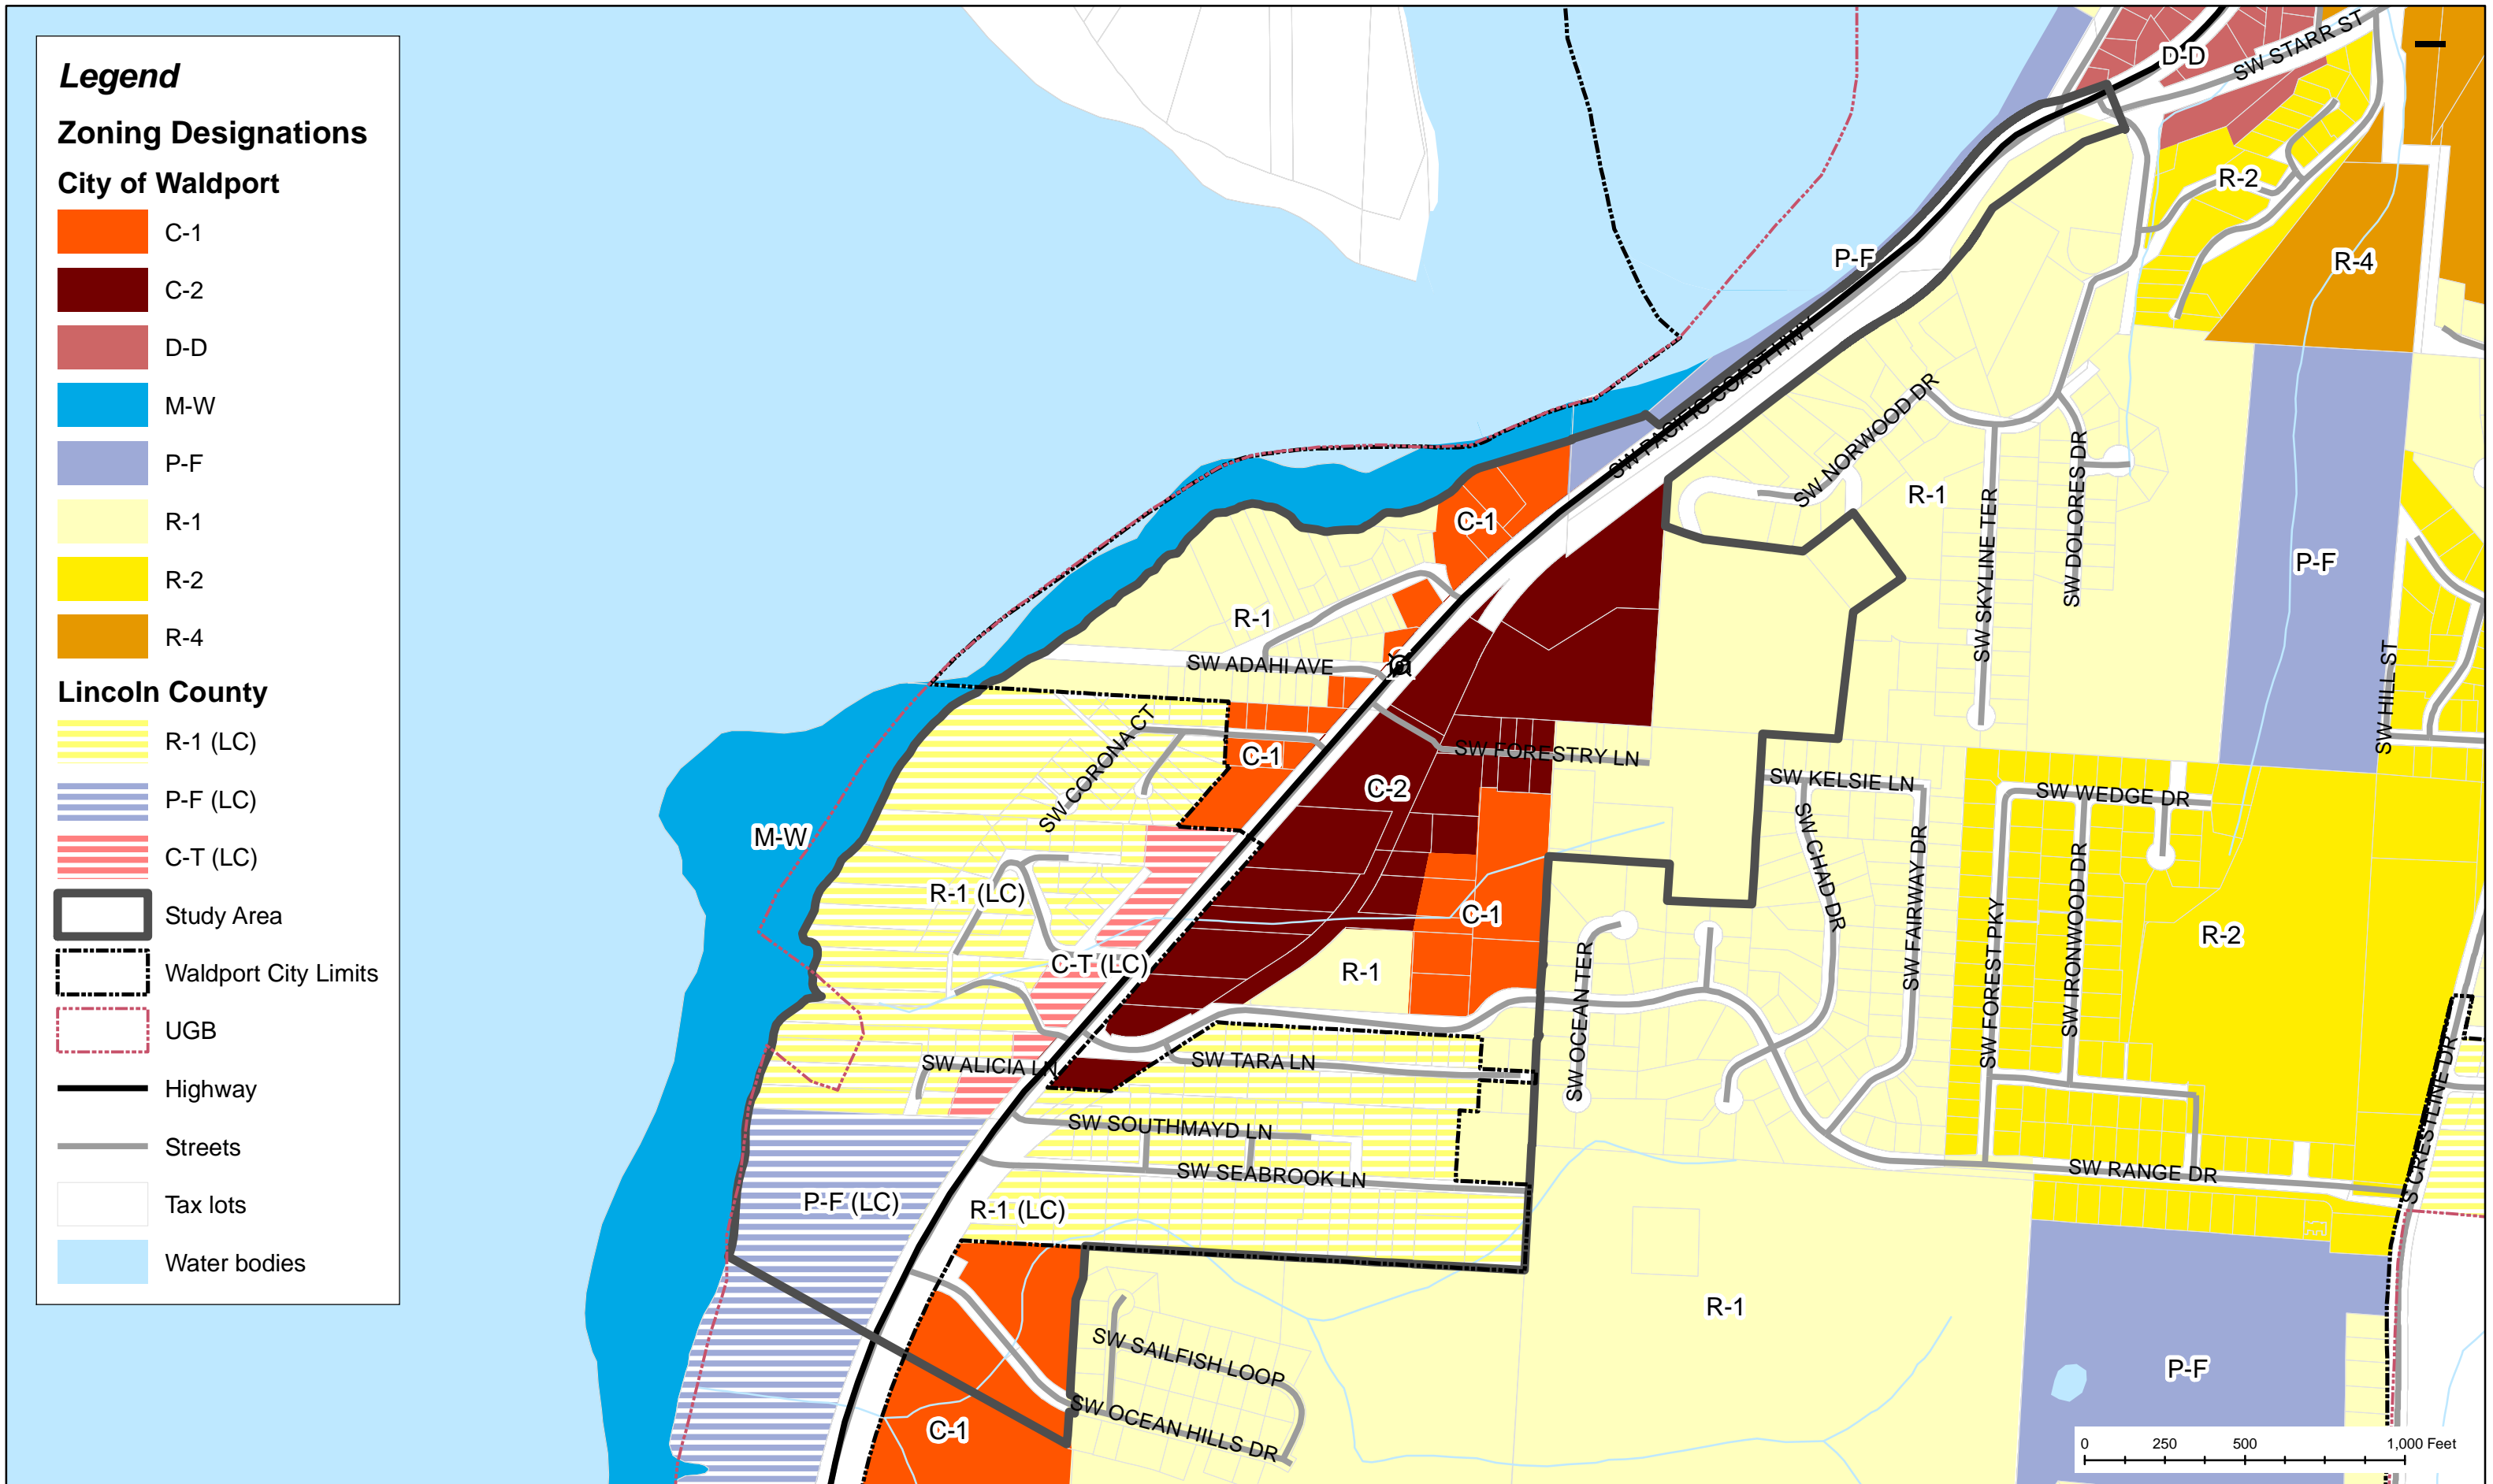 Legend
Zoning Designations
City of Waldport
C-1
C-2
D-D
M-W
P-F
R-1
R-2
R-4
Lincoln County
R-1 (LC)
P-F (LC)
C-T (LC)
Study Area
Waldport City Limits
UGB
Highway
Streets
Tax lots
Water bodies
D-D
SW STARR ST
R-2
P-F
R-4
SW PACIFIC COAST HWY
SW NORWOOD DR
R-1
SW SKYLINE TER
SW DOLORES DR
P-F
SW HILL ST
C-1
R-1
SW ADAHI AVE
SW CORONA CT
C-1
SW FORESTRY LN
C-2
SW KELSIE LN
SW CHAD DR
SW FAIRWAY DR
SW WEDGE DR
SW FOREST PKY
SW IRONWOOD DR
R-2
M-W
R-1 (LC)
C-T (LC)
C-1
R-1
SW OCEAN TER
SW ALICIA LN
SW TARA LN
SW SOUTHMAYD LN
SW SEABROOK LN
SW RANGE DR
S CRESTLINE DR
P-F (LC)
R-1 (LC)
R-1
SW SAILFISH LOOP
SW OCEAN HILLS DR
C-1
P-F
0 250 500 1,000 Feet